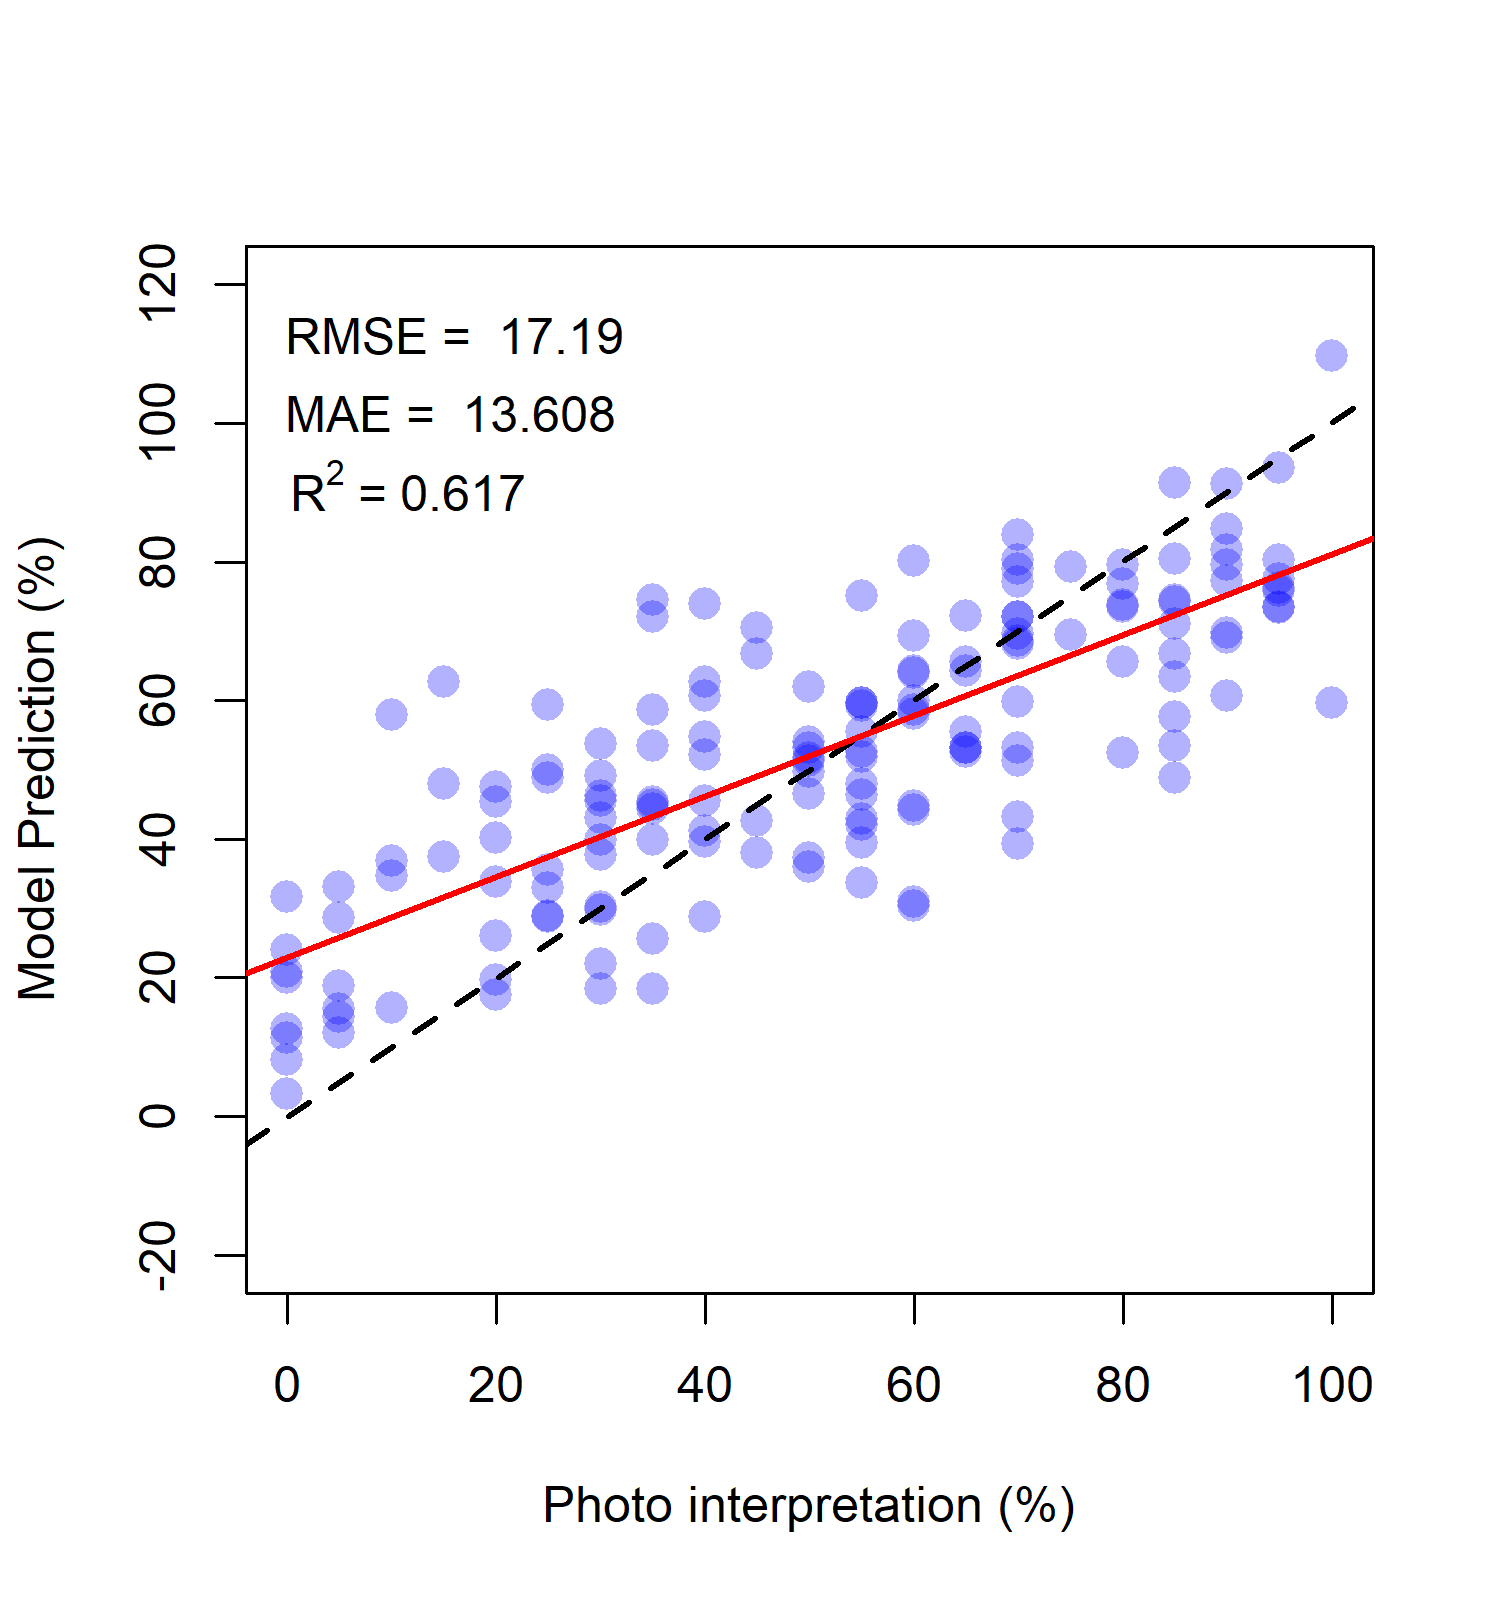 120
100
80
60
40
20
0
-20
Model Prediction (%)
RMSE = 17.19
MAE = 13.608
R² = 0.617
0 20 40 60 80 100
Photo interpretation (%)